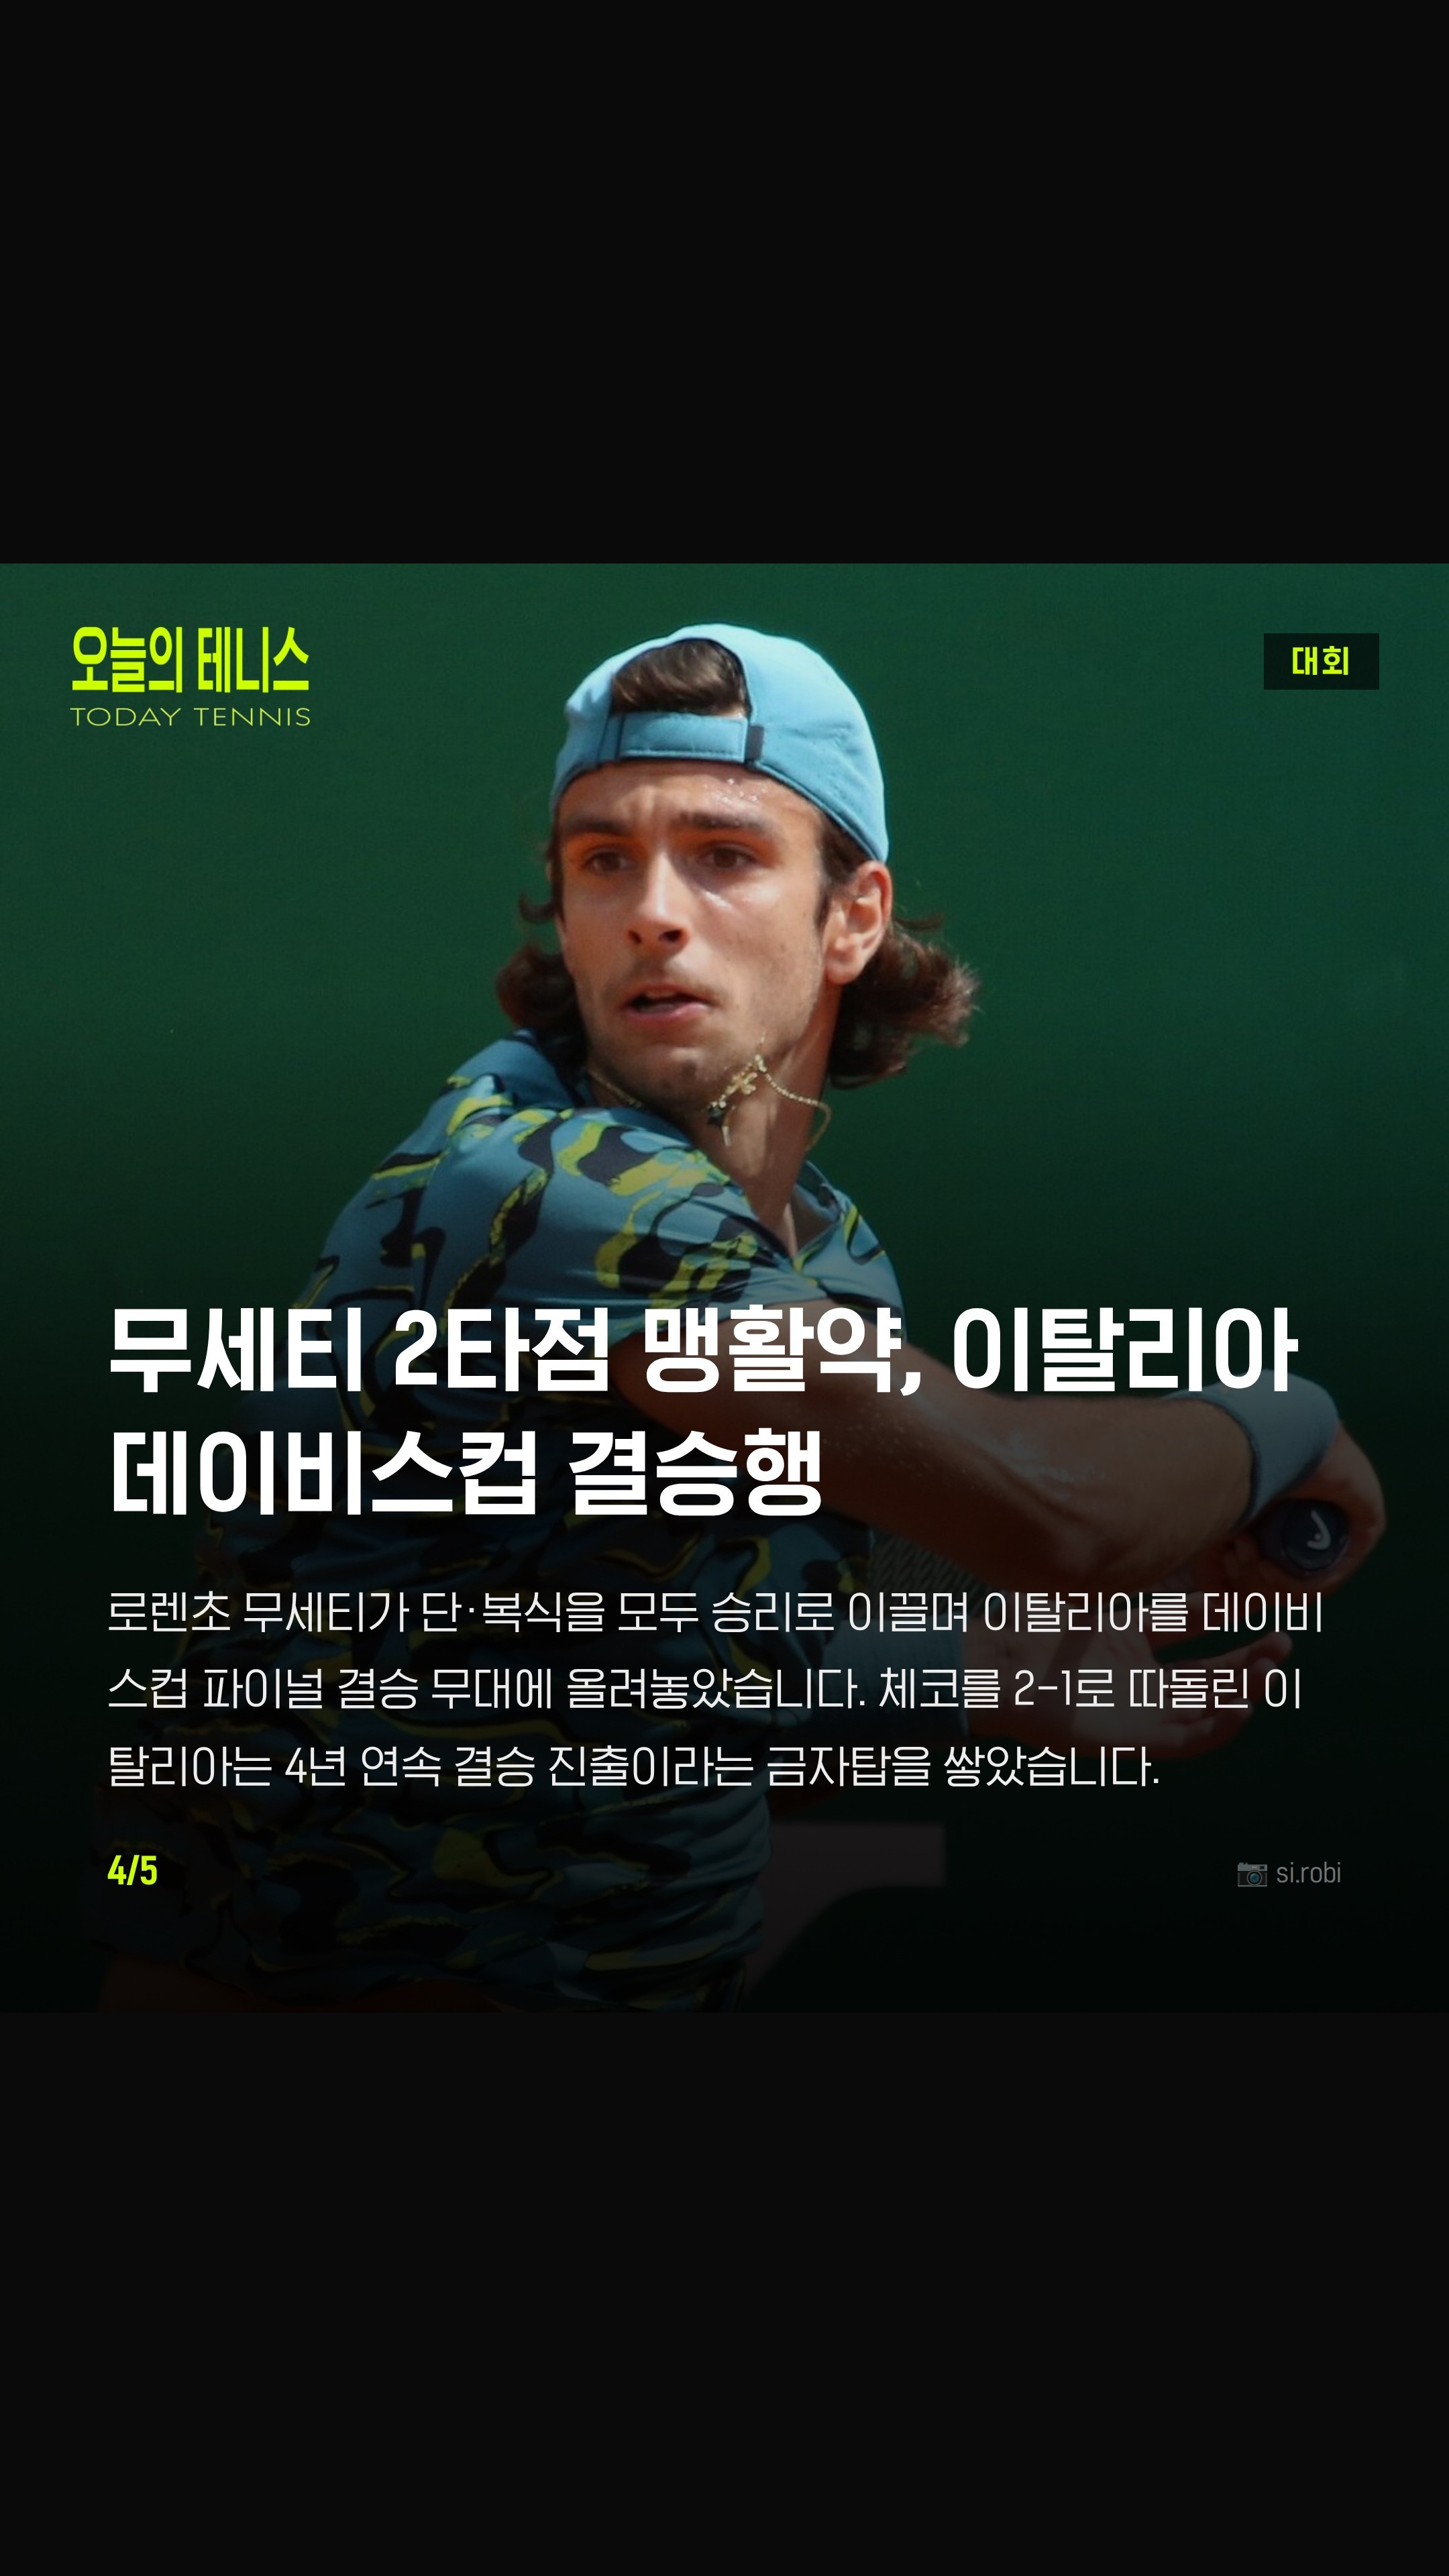 오늘의 테니스
TODAY TENNIS
대회
무세티 2타점 맹활약, 이탈리아
데이비스컵 결승행
로렌초 무세티가 단·복식을 모두 승리로 이끌며 이탈리아를 데이비
스컵 파이널 결승 무대에 올려놓았습니다. 체코를 2-1로 따돌린 이
탈리아는 4년 연속 결승 진출이라는 금자탑을 쌓았습니다.
4/5
📷 si.robi